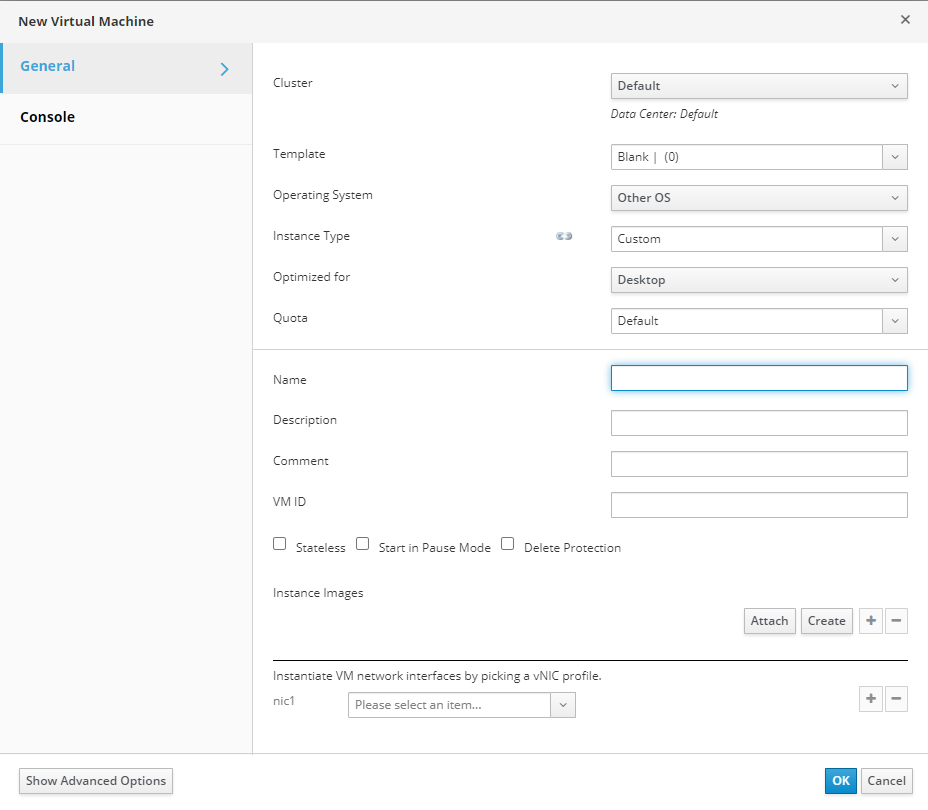 New Virtual Machine
General
Console
Cluster
Default
Data Center: Default
Template
Blank | (0)
Operating System
Other OS
Instance Type
Custom
Optimized for
Desktop
Quota
Default
Name
Description
Comment
VM ID
Stateless Start in Pause Mode Delete Protection
Instance Images
Attach Create + −
Instantiate VM network interfaces by picking a vNIC profile.
nic1 Please select an item... + −
Show Advanced Options OK Cancel